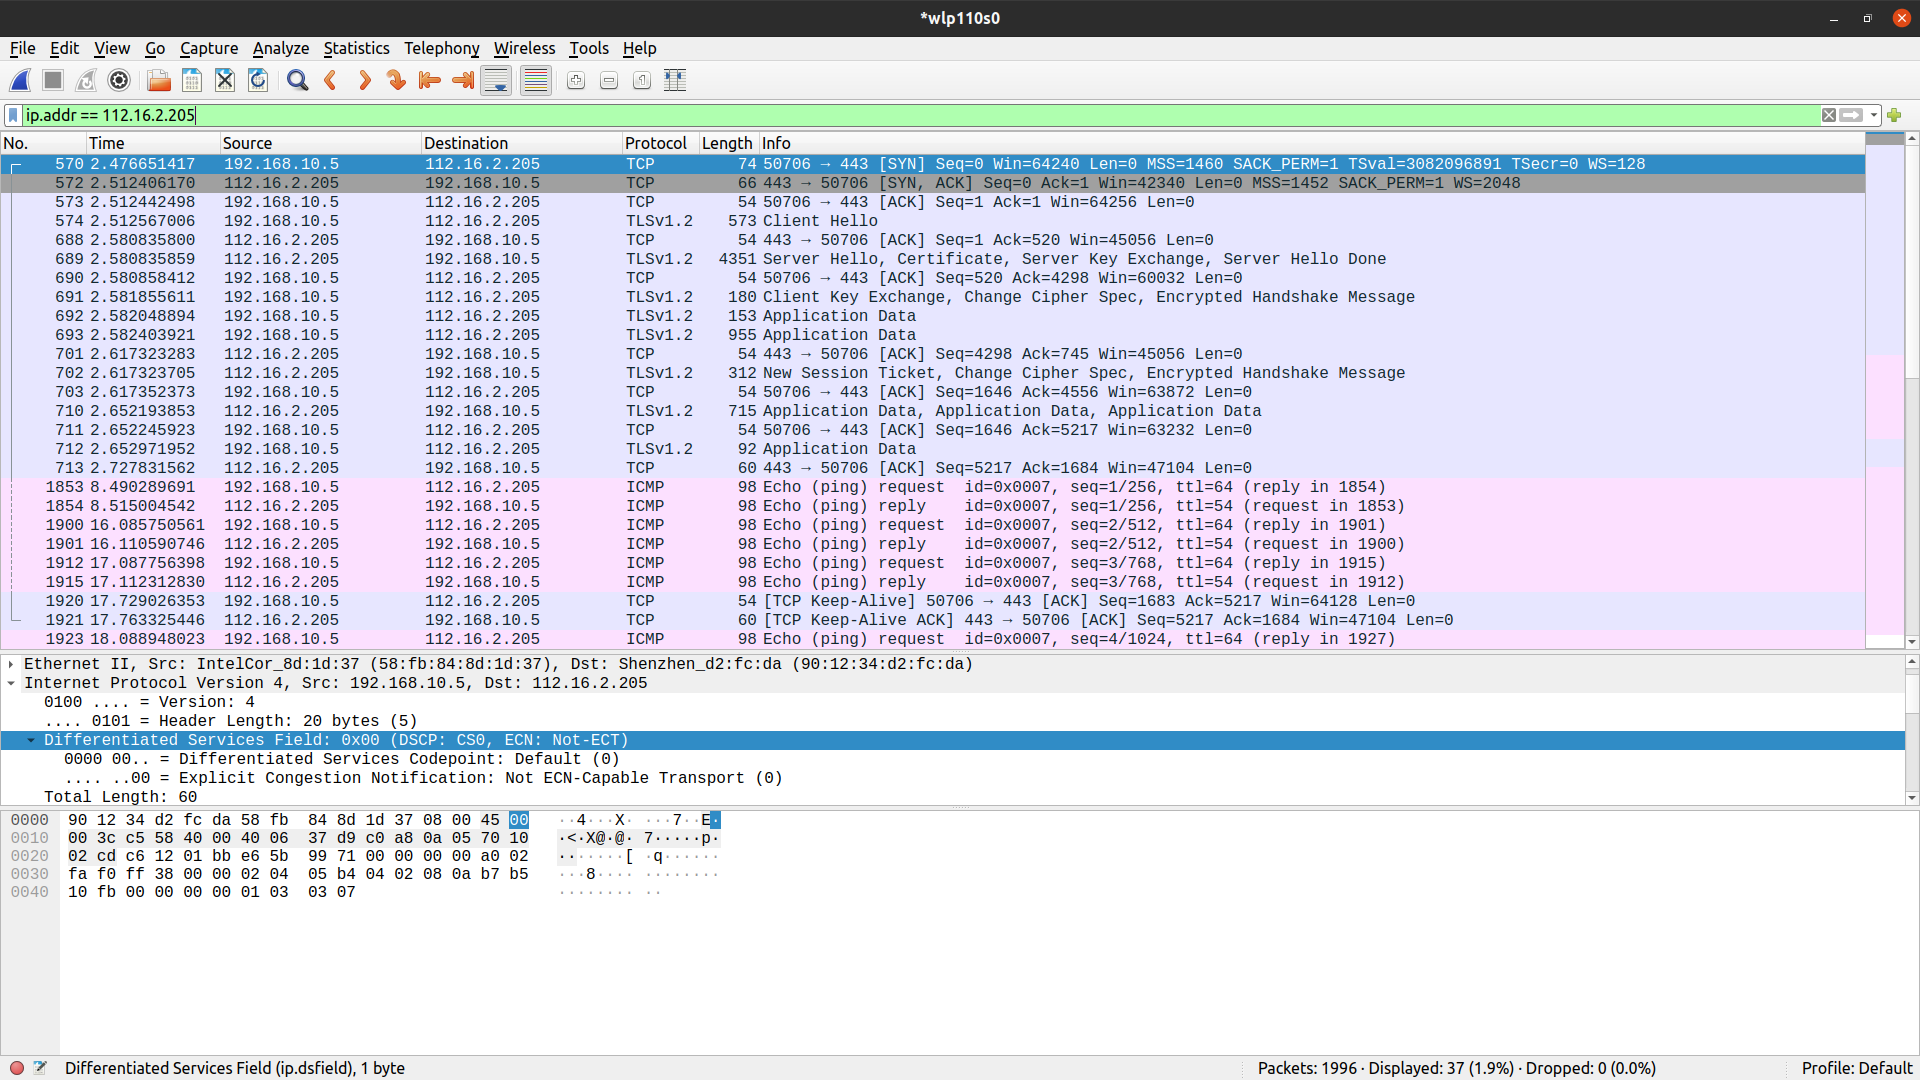 *wlp110s0
File Edit View Go Capture Analyze Statistics Telephony Wireless Tools Help
ip.addr == 112.16.2.205
No. Time Source Destination Protocol Length Info
570 2.476651417 192.168.10.5 112.16.2.205 TCP 74 50706 → 443 [SYN] Seq=0 Win=64240 Len=0 MSS=1460 SACK_PERM=1 TSval=3082096891 TSecr=0 WS=128
572 2.512406170 112.16.2.205 192.168.10.5 TCP 66 443 → 50706 [SYN, ACK] Seq=0 Ack=1 Win=42340 Len=0 MSS=1452 SACK_PERM=1 WS=2048
573 2.512442498 192.168.10.5 112.16.2.205 TCP 54 50706 → 443 [ACK] Seq=1 Ack=1 Win=64256 Len=0
574 2.512567006 192.168.10.5 112.16.2.205 TLSv1.2 573 Client Hello
688 2.580835800 112.16.2.205 192.168.10.5 TCP 54 443 → 50706 [ACK] Seq=1 Ack=520 Win=45056 Len=0
689 2.580835859 112.16.2.205 192.168.10.5 TLSv1.2 4351 Server Hello, Certificate, Server Key Exchange, Server Hello Done
690 2.580858412 192.168.10.5 112.16.2.205 TCP 54 50706 → 443 [ACK] Seq=520 Ack=4298 Win=60032 Len=0
691 2.581855611 192.168.10.5 112.16.2.205 TLSv1.2 180 Client Key Exchange, Change Cipher Spec, Encrypted Handshake Message
692 2.582048894 192.168.10.5 112.16.2.205 TLSv1.2 153 Application Data
693 2.582403921 192.168.10.5 112.16.2.205 TLSv1.2 955 Application Data
701 2.617323283 112.16.2.205 192.168.10.5 TCP 54 443 → 50706 [ACK] Seq=4298 Ack=745 Win=45056 Len=0
702 2.617323705 112.16.2.205 192.168.10.5 TLSv1.2 312 New Session Ticket, Change Cipher Spec, Encrypted Handshake Message
703 2.617352373 192.168.10.5 112.16.2.205 TCP 54 50706 → 443 [ACK] Seq=1646 Ack=4556 Win=63872 Len=0
710 2.652193853 112.16.2.205 192.168.10.5 TLSv1.2 715 Application Data, Application Data, Application Data
711 2.652245923 192.168.10.5 112.16.2.205 TCP 54 50706 → 443 [ACK] Seq=1646 Ack=5217 Win=63232 Len=0
712 2.652971952 192.168.10.5 112.16.2.205 TLSv1.2 92 Application Data
713 2.727831562 112.16.2.205 192.168.10.5 TCP 60 443 → 50706 [ACK] Seq=5217 Ack=1684 Win=47104 Len=0
1853 8.490289691 192.168.10.5 112.16.2.205 ICMP 98 Echo (ping) request id=0x0007, seq=1/256, ttl=64 (reply in 1854)
1854 8.515004542 112.16.2.205 192.168.10.5 ICMP 98 Echo (ping) reply id=0x0007, seq=1/256, ttl=54 (request in 1853)
1900 16.085750561 192.168.10.5 112.16.2.205 ICMP 98 Echo (ping) request id=0x0007, seq=2/512, ttl=64 (reply in 1901)
1901 16.110590746 112.16.2.205 192.168.10.5 ICMP 98 Echo (ping) reply id=0x0007, seq=2/512, ttl=54 (request in 1900)
1912 17.087756398 192.168.10.5 112.16.2.205 ICMP 98 Echo (ping) request id=0x0007, seq=3/768, ttl=64 (reply in 1915)
1915 17.112312830 112.16.2.205 192.168.10.5 ICMP 98 Echo (ping) reply id=0x0007, seq=3/768, ttl=54 (request in 1912)
1920 17.729026353 192.168.10.5 112.16.2.205 TCP 54 [TCP Keep-Alive] 50706 → 443 [ACK] Seq=1683 Ack=5217 Win=64128 Len=0
1921 17.763325446 112.16.2.205 192.168.10.5 TCP 60 [TCP Keep-Alive ACK] 443 → 50706 [ACK] Seq=5217 Ack=1684 Win=47104 Len=0
1923 18.088948023 192.168.10.5 112.16.2.205 ICMP 98 Echo (ping) request id=0x0007, seq=4/1024, ttl=64 (reply in 1927)
Ethernet II, Src: IntelCor_8d:1d:37 (58:fb:84:8d:1d:37), Dst: Shenzhen_d2:fc:da (90:12:34:d2:fc:da)
Internet Protocol Version 4, Src: 192.168.10.5, Dst: 112.16.2.205
0100 .... = Version: 4
.... 0101 = Header Length: 20 bytes (5)
Differentiated Services Field: 0x00 (DSCP: CS0, ECN: Not-ECT)
0000 00.. = Differentiated Services Codepoint: Default (0)
.... ..00 = Explicit Congestion Notification: Not ECN-Capable Transport (0)
Total Length: 60
0000 90 12 34 d2 fc da 58 fb 84 8d 1d 37 08 00 45 00 ··4···X· ···7··E·
0010 00 3c c5 58 40 00 40 06 37 d9 c0 a8 0a 05 70 10 ·<·X@·@· 7·····p·
0020 02 cd c6 12 01 bb e6 5b 99 71 00 00 00 00 a0 02 ·······[ ·q······
0030 fa f0 ff 38 00 00 02 04 05 b4 04 02 08 0a b7 b5 ···8···· ········
0040 10 fb 00 00 00 00 01 03 03 07 ········ ··
Differentiated Services Field (ip.dsfield), 1 byte
Packets: 1996 · Displayed: 37 (1.9%) · Dropped: 0 (0.0%)
Profile: Default